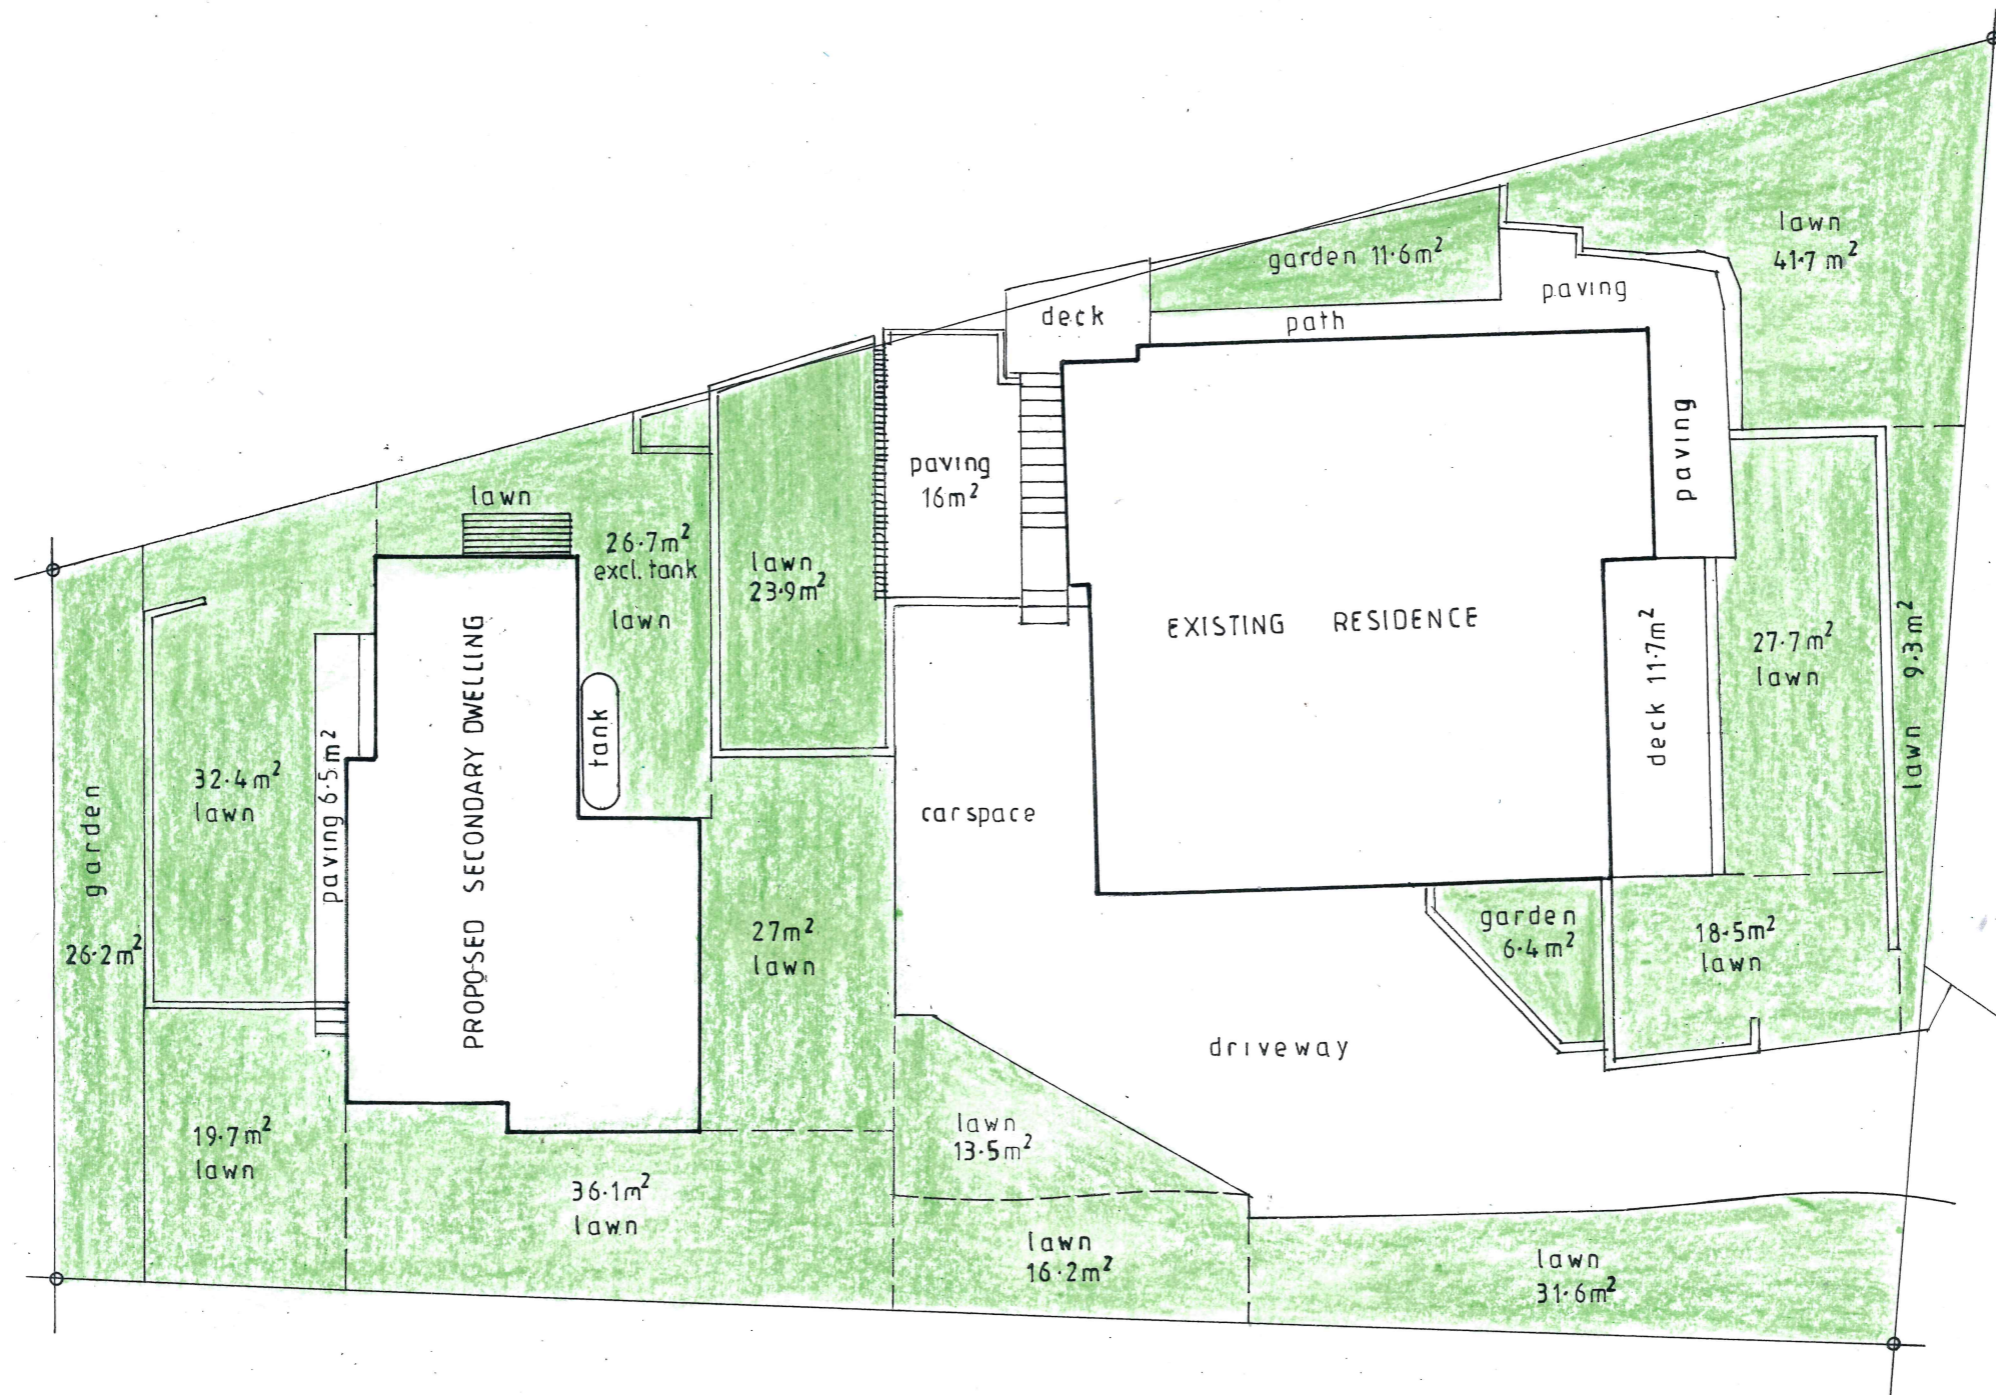 lawn
41.7 m²
garden 11.6m²
paving
path
deck
paving
paving
16m²
lawn
26.7m²
excl. tank
lawn
lawn
23.9m²
EXISTING RESIDENCE
deck 11.7m²
27.7m²
lawn
lawn 9.3m²
tank
PROPOSED SECONDARY DWELLING
paving 6.5m²
32.4m²
lawn
garden
26.2m²
carspace
27m²
lawn
garden
6.4m²
18.5m²
lawn
driveway
19.7m²
lawn
lawn
13.5m²
36.1m²
lawn
lawn
16.2m²
lawn
31.6m²